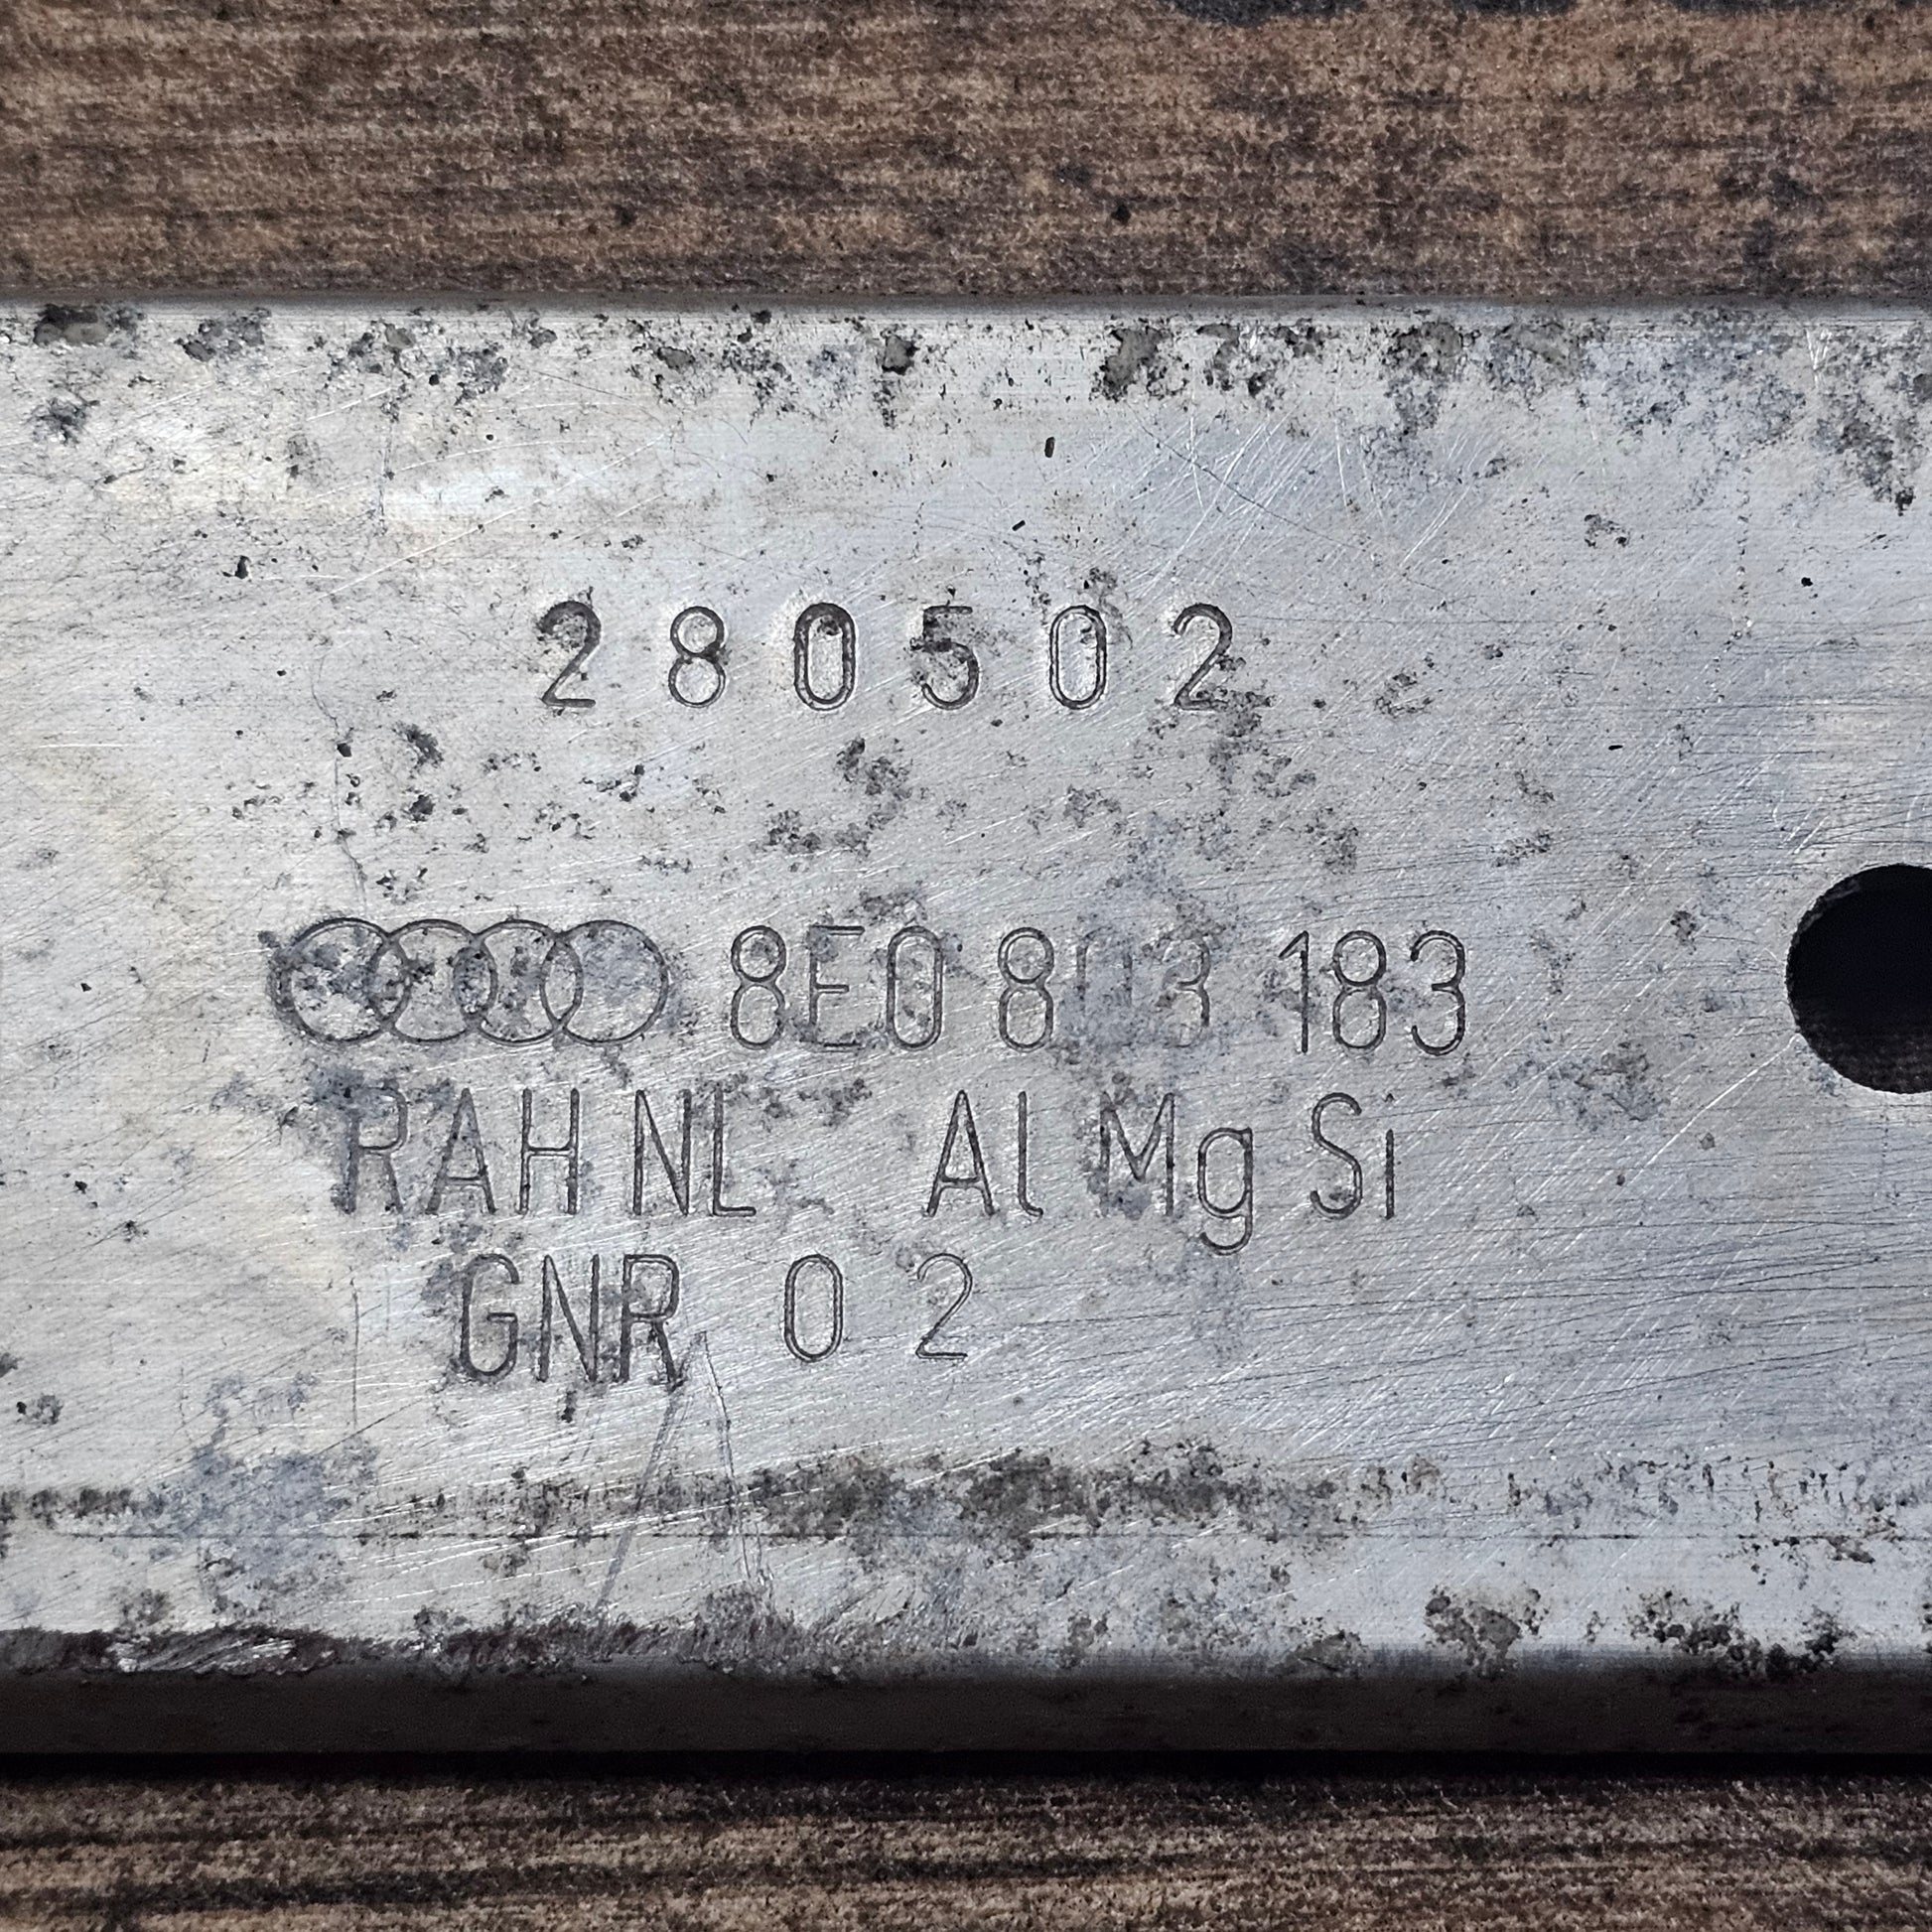 280502
8E0 803 183
RAH NL Al Mg Si
GNR 02